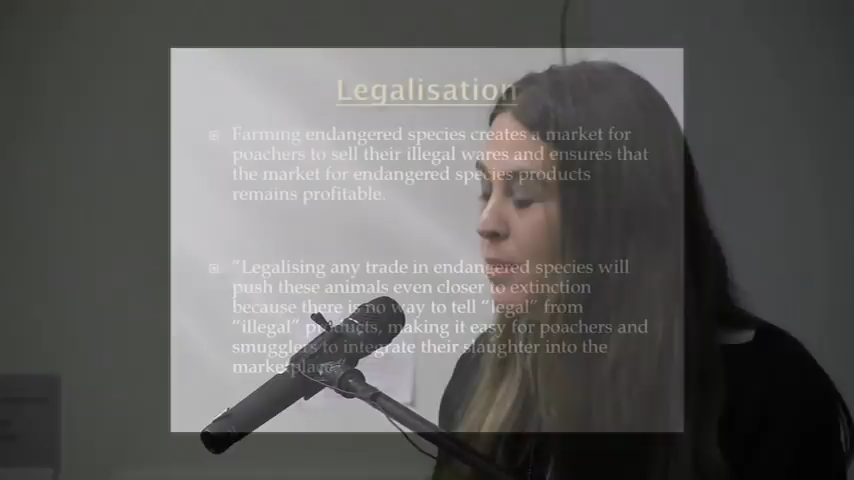 Legalisation
Farming endangered species creates a market for
poachers to sell their illegal wares and ensures that
the market for endangered species products
remains profitable.
"Legalising any trade in endangered species will
push these animals even closer to extinction
because there is no way to tell "legal" from
"illegal" products, making it easy for poachers and
smugglers to integrate their slaughter into the
marketplace